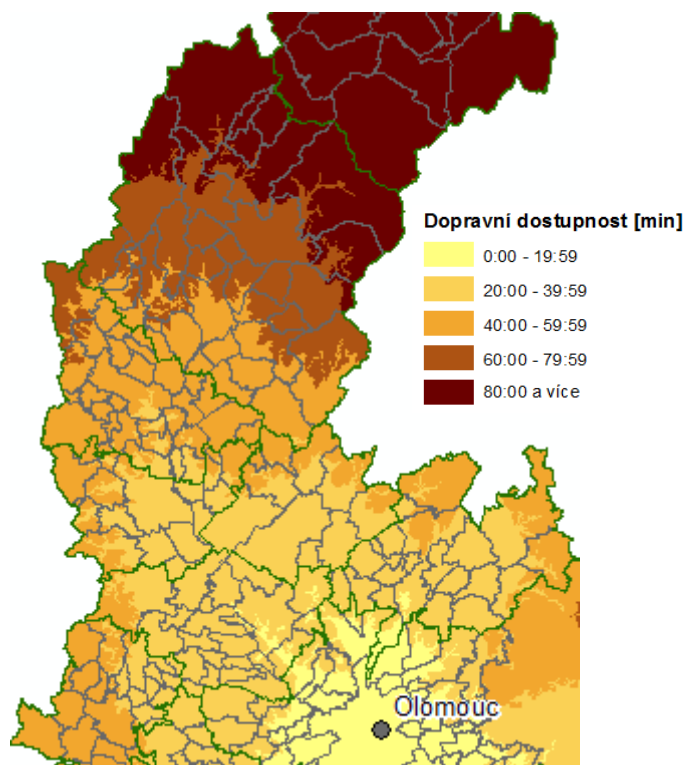 Dopravní dostupnost [min]
0:00 - 19:59
20:00 - 39:59
40:00 - 59:59
60:00 - 79:59
80:00 a více
Olomouc